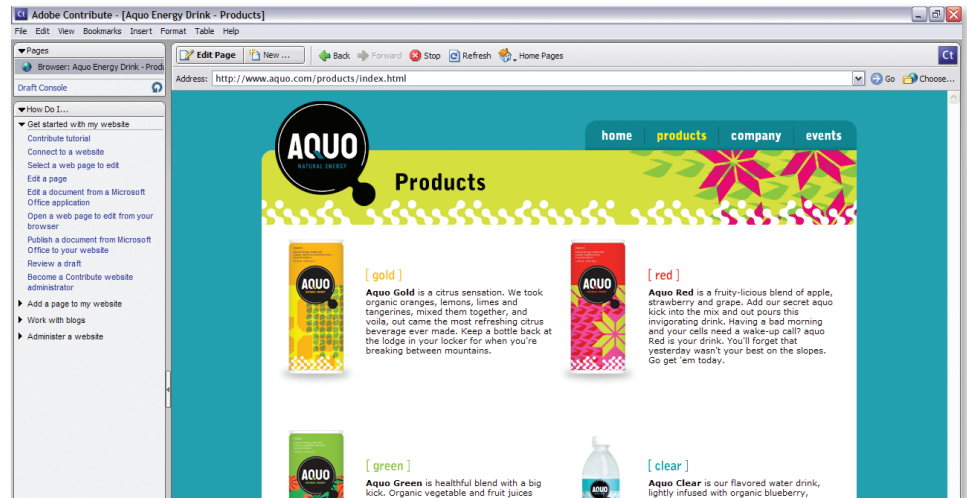 Ct Adobe Contribute - [Aquo Energy Drink - Products]
File Edit View Bookmarks Insert Format Table Help
Pages
Browser: Aquo Energy Drink - Produ
Draft Console
How Do I...
Get started with my website
Contribute tutorial
Connect to a website
Select a web page to edit
Edit a page
Edit a document from a Microsoft
Office application
Open a web page to edit from your
browser
Publish a document from Microsoft
Office to your website
Review a draft
Become a Contribute website
administrator
Add a page to my website
Work with blogs
Administer a website
Edit Page New ... Back Forward Stop Refresh Home Pages Ct
Address: http://www.aquo.com/products/index.html Go Choose...
AQUO
NATURAL ENERGY
home products company events
Products
AQUO
[ gold ]
Aquo Gold is a citrus sensation. We took
organic oranges, lemons, limes and
tangerines, mixed them together, and
voila, out came the most refreshing citrus
beverage ever made. Keep a bottle back at
the lodge in your locker for when you're
breaking between mountains.
AQUO
[ red ]
Aquo Red is a fruity-licious blend of apple,
strawberry and grape. Add our secret aquo
kick into the mix and out pours this
invigorating drink. Having a bad morning
and your cells need a wake-up call? aquo
Red is your drink. You'll forget that
yesterday wasn't your best on the slopes.
Go get 'em today.
AQUO
[ green ]
Aquo Green is healthful blend with a big
kick. Organic vegetable and fruit juices
AQUO
[ clear ]
Aquo Clear is our flavored water drink,
lightly infused with organic blueberry,